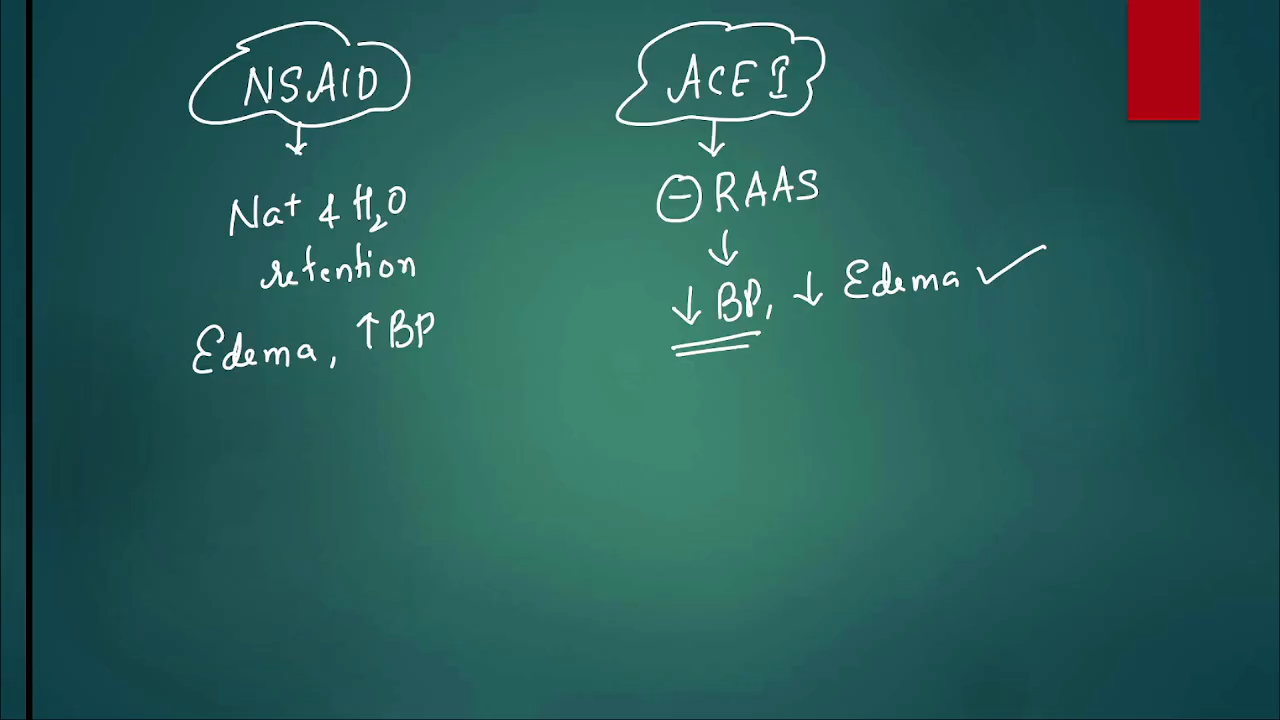 NSAID
Na⁺ & H₂O
retention
Edema, ↑ BP
ACE I
⊖ RAAS
↓ BP, ↓ Edema ✓